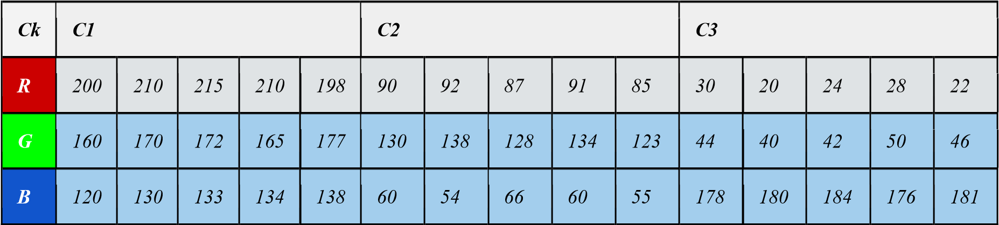 Ck C1 C2 C3
R 200 210 215 210 198 90 92 87 91 85 30 20 24 28 22
G 160 170 172 165 177 130 138 128 134 123 44 40 42 50 46
B 120 130 133 134 138 60 54 66 60 55 178 180 184 176 181